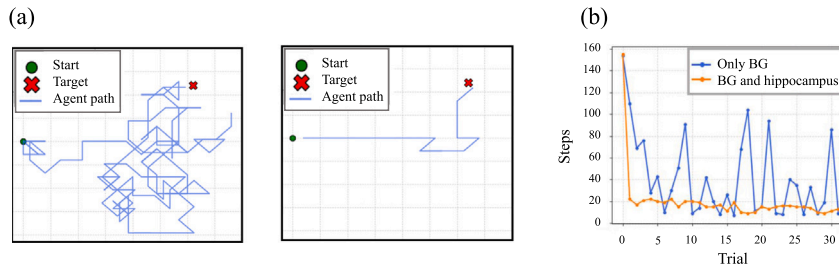 (a)
Start
Target
Agent path
Start
Target
Agent path
(b)
160
140
120
100
80
60
40
20
0
Steps
Only BG
BG and hippocampus
0
5
10
15
20
25
30
Trial